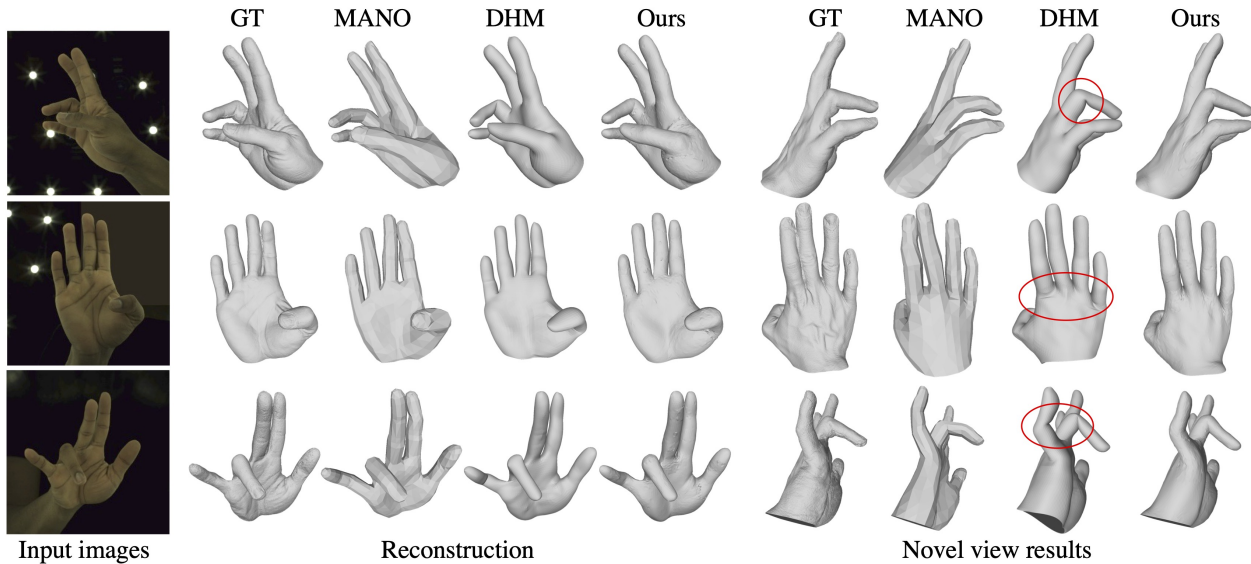 GT MANO DHM Ours GT MANO DHM Ours
Input images Reconstruction Novel view results